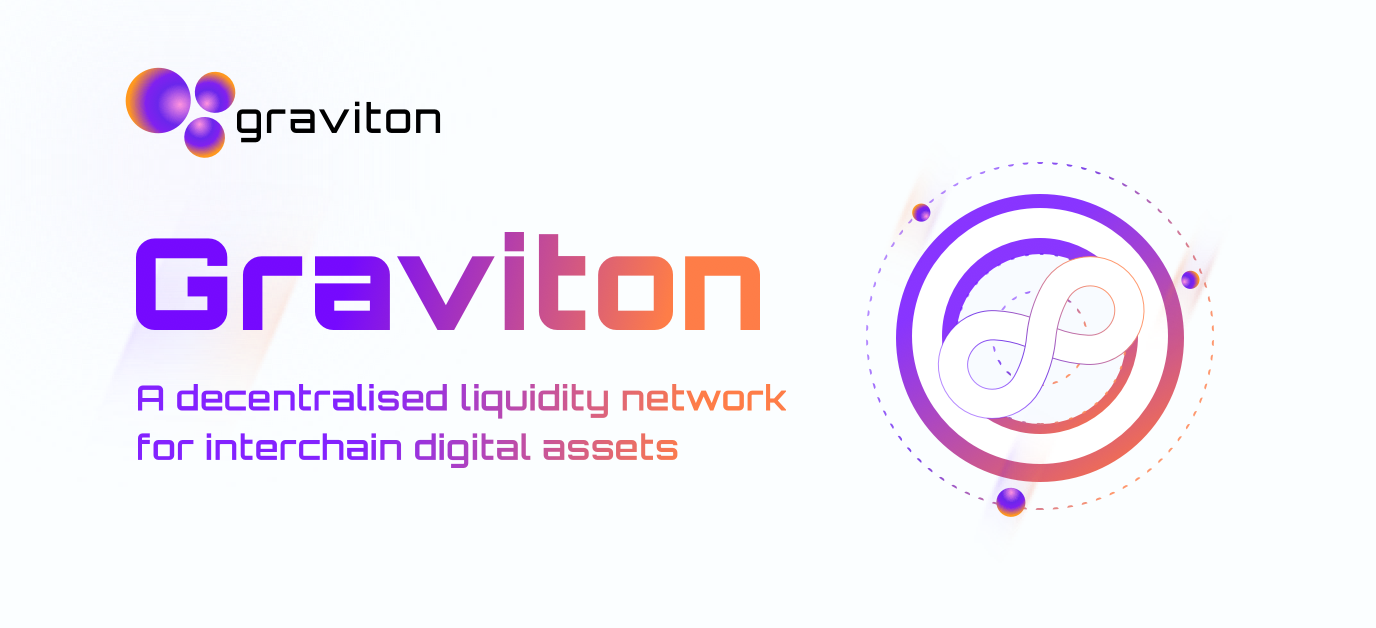 graviton
Graviton
A decentralised liquidity network
for interchain digital assets